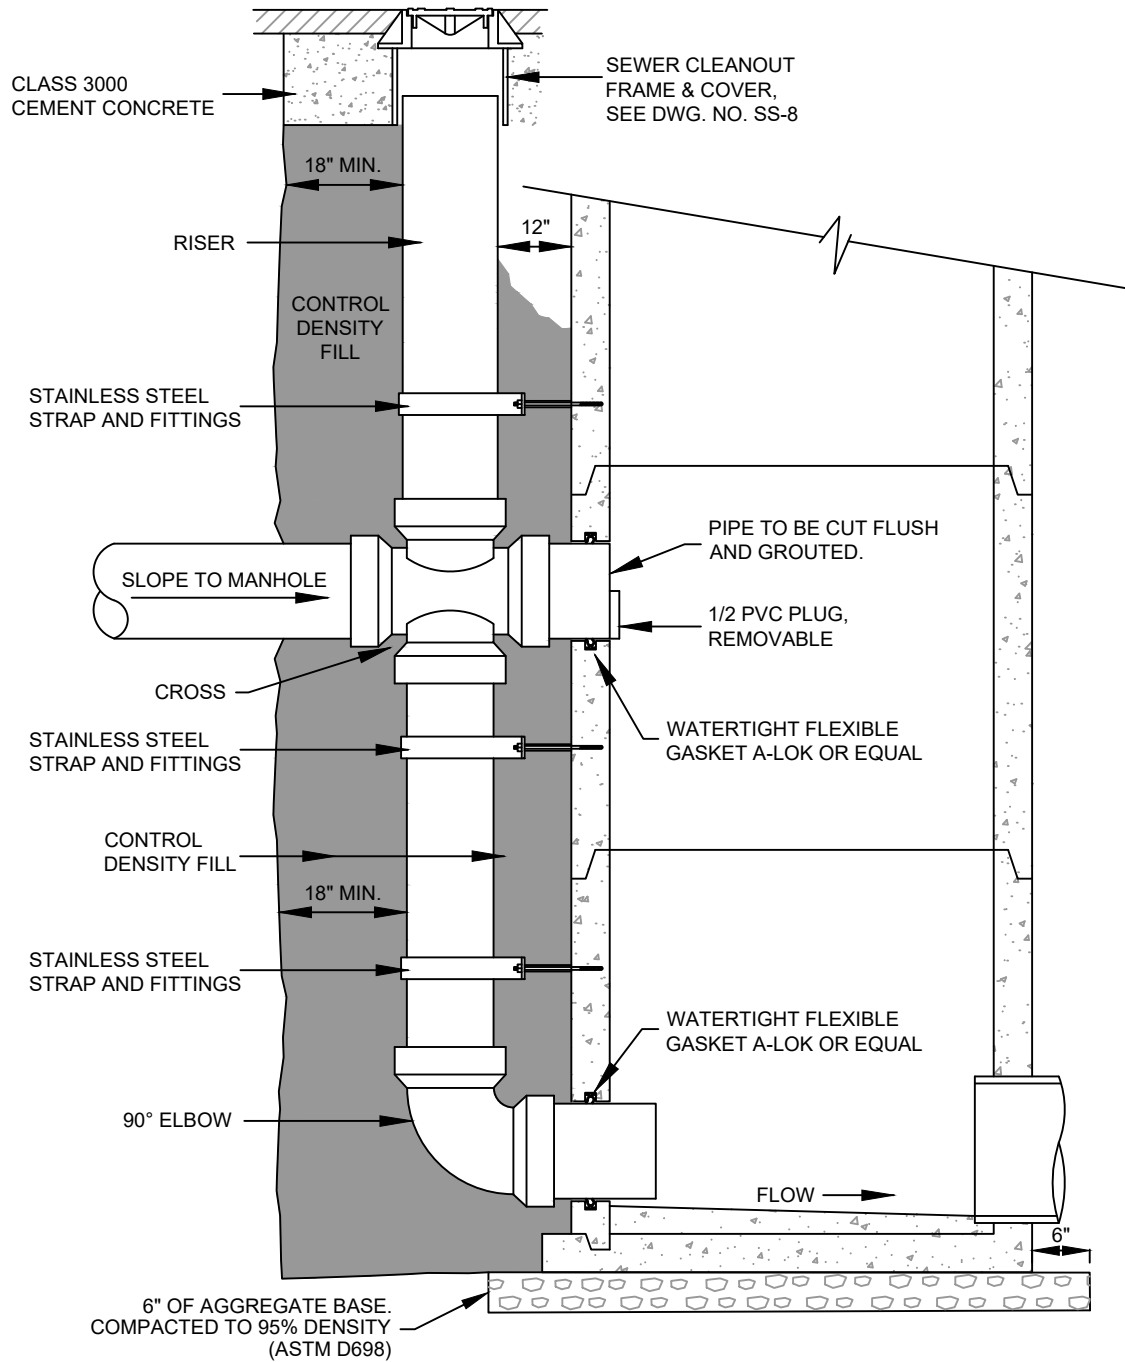 CLASS 3000
CEMENT CONCRETE
SEWER CLEANOUT
FRAME & COVER,
SEE DWG. NO. SS-8
18" MIN.
RISER
12"
CONTROL
DENSITY
FILL
STAINLESS STEEL
STRAP AND FITTINGS
PIPE TO BE CUT FLUSH
AND GROUTED.
SLOPE TO MANHOLE
1/2 PVC PLUG,
REMOVABLE
CROSS
STAINLESS STEEL
STRAP AND FITTINGS
WATERTIGHT FLEXIBLE
GASKET A-LOK OR EQUAL
CONTROL
DENSITY FILL
18" MIN.
STAINLESS STEEL
STRAP AND FITTINGS
WATERTIGHT FLEXIBLE
GASKET A-LOK OR EQUAL
90° ELBOW
FLOW
6"
6" OF AGGREGATE BASE.
COMPACTED TO 95% DENSITY
(ASTM D698)